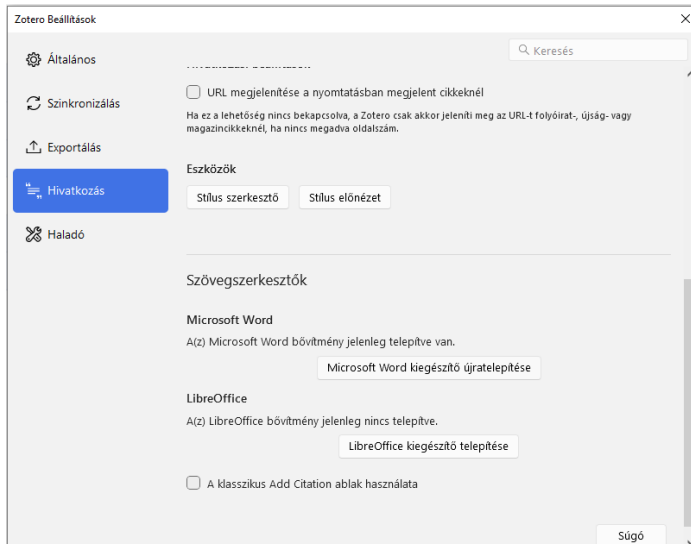 Zotero Beállítások
Keresés
Általános
Szinkronizálás
Exportálás
Hivatkozás
Haladó
URL megjelenítése a nyomtatásban megjelent cikkeknél
Ha ez a lehetőség nincs bekapcsolva, a Zotero csak akkor jeleníti meg az URL-t folyóirat-, újság- vagy
magazincikkeknél, ha nincs megadva oldalszám.
Eszközök
Stílus szerkesztő Stílus előnézet
Szövegszerkesztők
Microsoft Word
A(z) Microsoft Word bővítmény jelenleg telepítve van.
Microsoft Word kiegészítő újratelepítése
LibreOffice
A(z) LibreOffice bővítmény jelenleg nincs telepítve.
LibreOffice kiegészítő telepítése
A klasszikus Add Citation ablak használata
Súgó